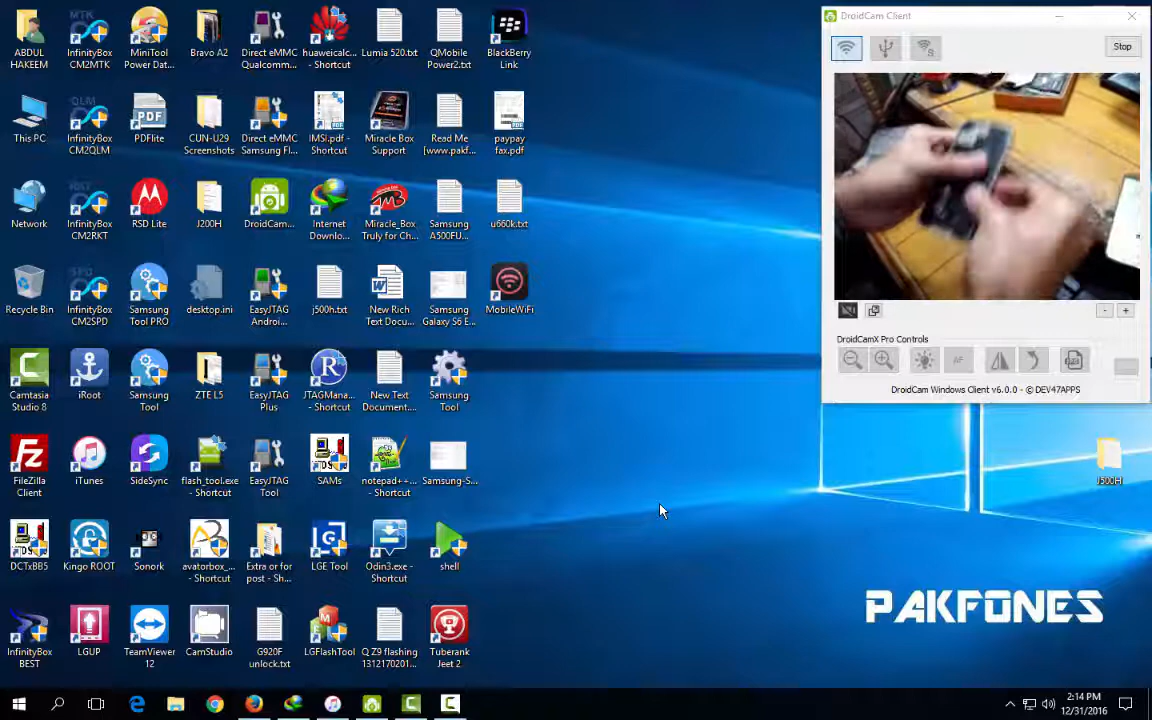 ABDUL
HAKEEM
InfinityBox
CM2MTK
MiniTool
Power Dat...
Bravo A2
Direct eMMC
Qualcomm...
huaweicalc...
- Shortcut
Lumia 520.txt
QMobile
Power2.txt
BlackBerry
Link
This PC
InfinityBox
CM2QLM
PDFlite
CUN-U29
Screenshots
Direct eMMC
Samsung Fl...
IMSI.pdf -
Shortcut
Miracle Box
Support
Read Me
[www.pakf...
paypay
fax.pdf
Network
InfinityBox
CM2RKT
RSD Lite
J200H
DroidCam...
Internet
Downlo...
Miracle_Box
Truly for Ch...
Samsung
A500FU...
u660k.txt
Recycle Bin
InfinityBox
CM2SPD
Samsung
Tool PRO
desktop.ini
EasyJTAG
Androi...
j500h.txt
New Rich
Text Docu...
Samsung
Galaxy S6 E...
MobileWiFi
Camtasia
Studio 8
iRoot
Samsung
Tool
ZTE L5
EasyJTAG
Plus
JTAGMana...
- Shortcut
New Text
Document....
Samsung
Tool
FileZilla
Client
iTunes
SideSync
flash_tool.exe
- Shortcut
EasyJTAG
Tool
SAMs
notepad++...
- Shortcut
Samsung-S...
DCTxBB5
Kingo ROOT
Sonork
avatorbox_...
- Shortcut
Extra or for
post - Sh...
LGE Tool
Odin3.exe -
Shortcut
shell
InfinityBox
BEST
LGUP
TeamViewer
12
CamStudio
G920F
unlock.txt
LGFlashTool
Q Z9 flashing
1312170201...
Tuberank
Jeet 2
DroidCam Client
Stop
DroidCamX Pro Controls
AF
DroidCam Windows Client v6.0.0 - © DEV47APPS
J500H
PAKFONES
2:14 PM
12/31/2016